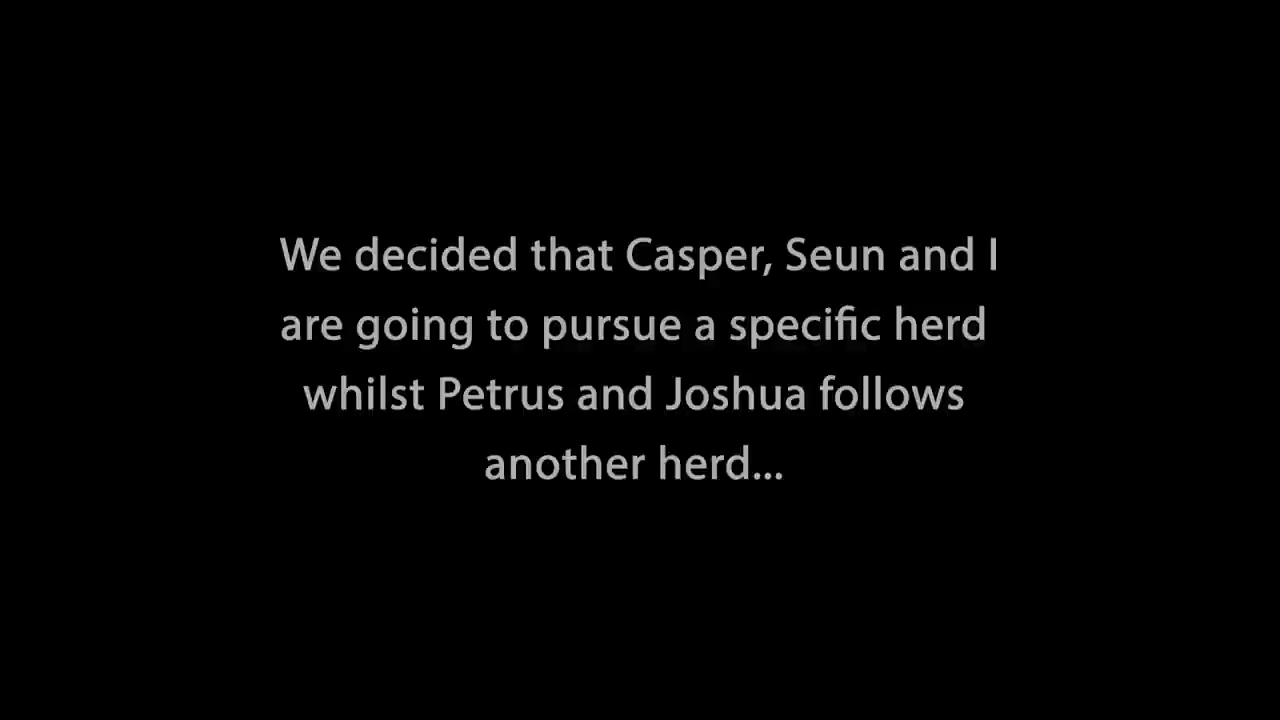 We decided that Casper, Seun and I
are going to pursue a specific herd
whilst Petrus and Joshua follows
another herd...